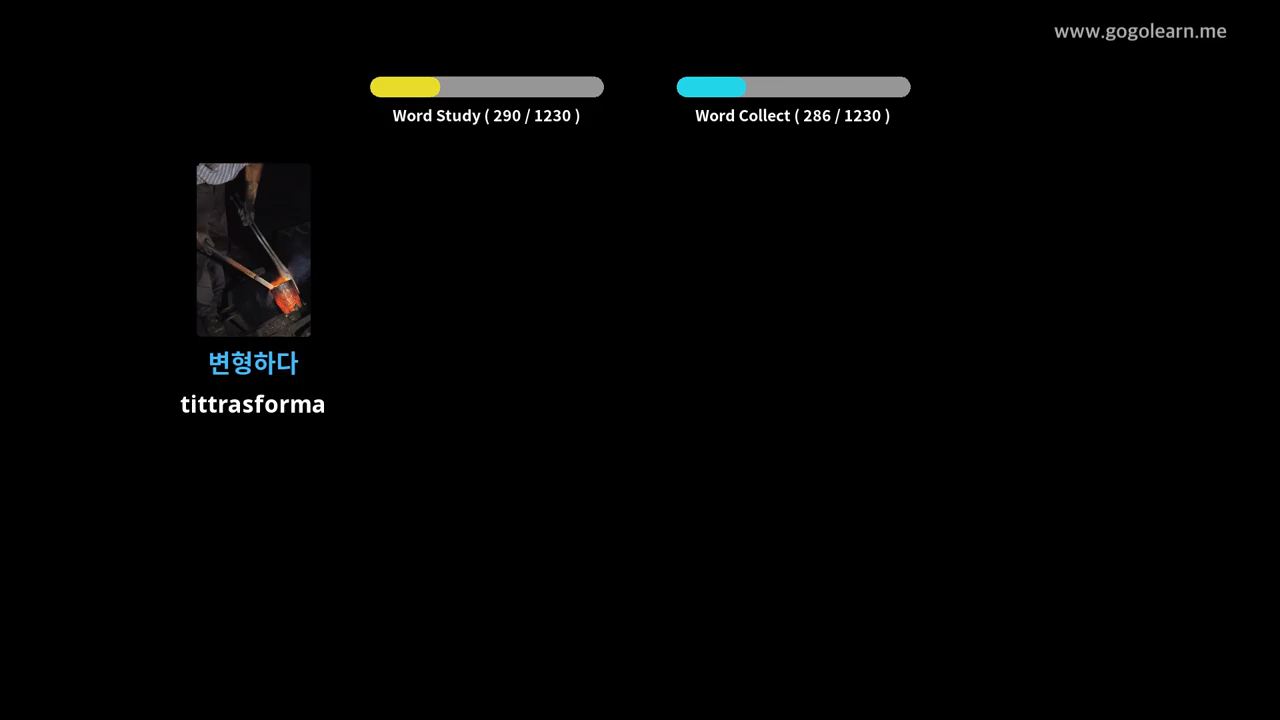 www.gogolearn.me
Word Study ( 290 / 1230 )
Word Collect ( 286 / 1230 )
변형하다
tittrasforma